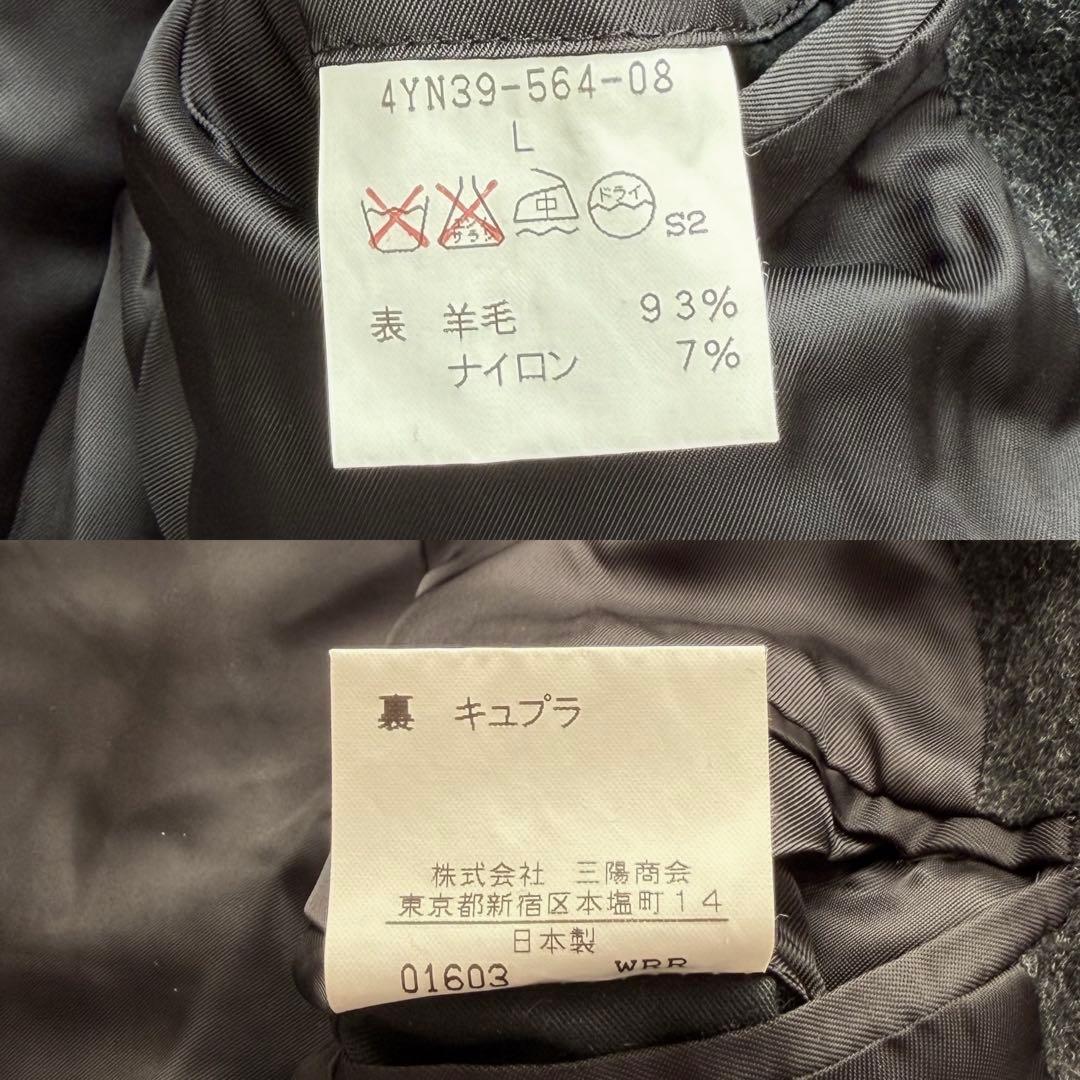 4YN39-564-08
L
中 ドライ S2
表 羊毛 93%
ナイロン 7%
裏 キュプラ
株式会社 三陽商会
東京都新宿区本塩町14
日本製
01603 WRR